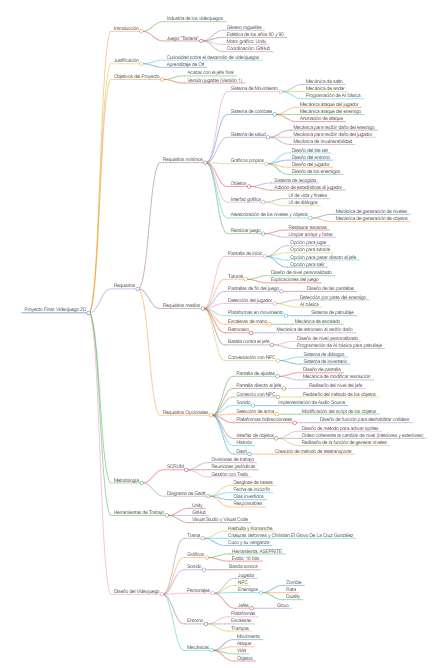 Proyecto Final: Videojuego 2D
Introducción
Industria de los videojuegos
Género roguelike
Estética de los años 80 y 90
Motor gráfico: Unity
Coordinación: GitHub
Justificación
Curiosidad sobre el desarrollo de videojuegos
Aprendizaje de C#
Objetivos del Proyecto
Acabar con el jefe final
Versión jugable (Versión 1)
Requisitos
Requisitos mínimos
Sistema de Movimiento
Mecánica de salto
Mecánica de andar
Programación de AI básica
Sistema de combate
Mecánica ataque del jugador
Mecánica ataque del enemigo
Animación de ataque
Sistema de salud
Mecánica para recibir daño del enemigo
Mecánica para recibir daño del jugador
Mecánica de invulnerabilidad
Gráficos propios
Diseño del tile set
Diseño del entorno
Diseño del jugador
Diseño de los enemigos
Objetos
Sistema de recogida
Adición de estadísticas al jugador
Interfaz gráfica
UI de vida y finales
UI de diálogos
Aleatorización de los niveles y objetos
Mecánica de generación de niveles
Mecánica de generación de objetos
Reiniciar juego
Restaurar escenas
Limpiar arrays y listas
Requisitos medios
Pantalla de inicio
Opción para jugar
Opción para tutorial
Opción para pasar directo al jefe
Opción para salir
Tutorial
Diseño de nivel personalizado
Explicaciones del juego
Pantallas de fin del juego
Diseño de las pantallas
Detección del jugador
Detección por parte del enemigo
AI básica
Plataformas en movimiento
Sistema de patrullaje
Escaleras de mano
Mecánica de escalado
Retroceso
Mecánica de retroceso al recibir daño
Batalla contra el jefe
Diseño de nivel personalizado
Programación de AI básica para patrullaje
Conversación con NPC
Sistema de diálogos
Sistema de inventario
Requisitos Opcionales
Pantalla de ajustes
Diseño de pantalla
Mecánica de modificar resolución
Pantalla directa al jefe
Rediseño del nivel del jefe
Comercio con NPC
Rediseño del método de los objetos
Sonido
Implementación de Audio Source
Selección de arma
Modificación del script de los objetos
Plataformas bidireccionales
Diseño de función para deshabilitar colliders
Interfaz de objetos
Diseño de método para activar sprites
Orden coherente al cambiar de nivel (interiores y exteriores)
Historia
Rediseño de la función de generar niveles
Dash
Creación de método de teletransporte
Metodología
SCRUM
Divisiones de trabajo
Reuniones periódicas
Gestión con Trello
Diagrama de Gantt
Desglose de tareas
Fecha de inicio/fin
Días invertidos
Responsables
Herramientas de Trabajo
Unity
GitHub
Visual Studio y Visual Code
Diseño del Videojuego
Trama
Criaturas deformes y Christian El Glovo De La Cruz González
Cuco y su venganza
Gráficos
Herramienta: ASEPRITE
Estilo: 16 bits
Sonido
Banda sonora
Personajes
Jugador
NPC
Enemigos
Zombie
Rata
Jefes
Glovo
Entorno
Plataformas
Escaleras
Trampas
Mecánicas
Movimiento
Ataque
Vida
Objetos